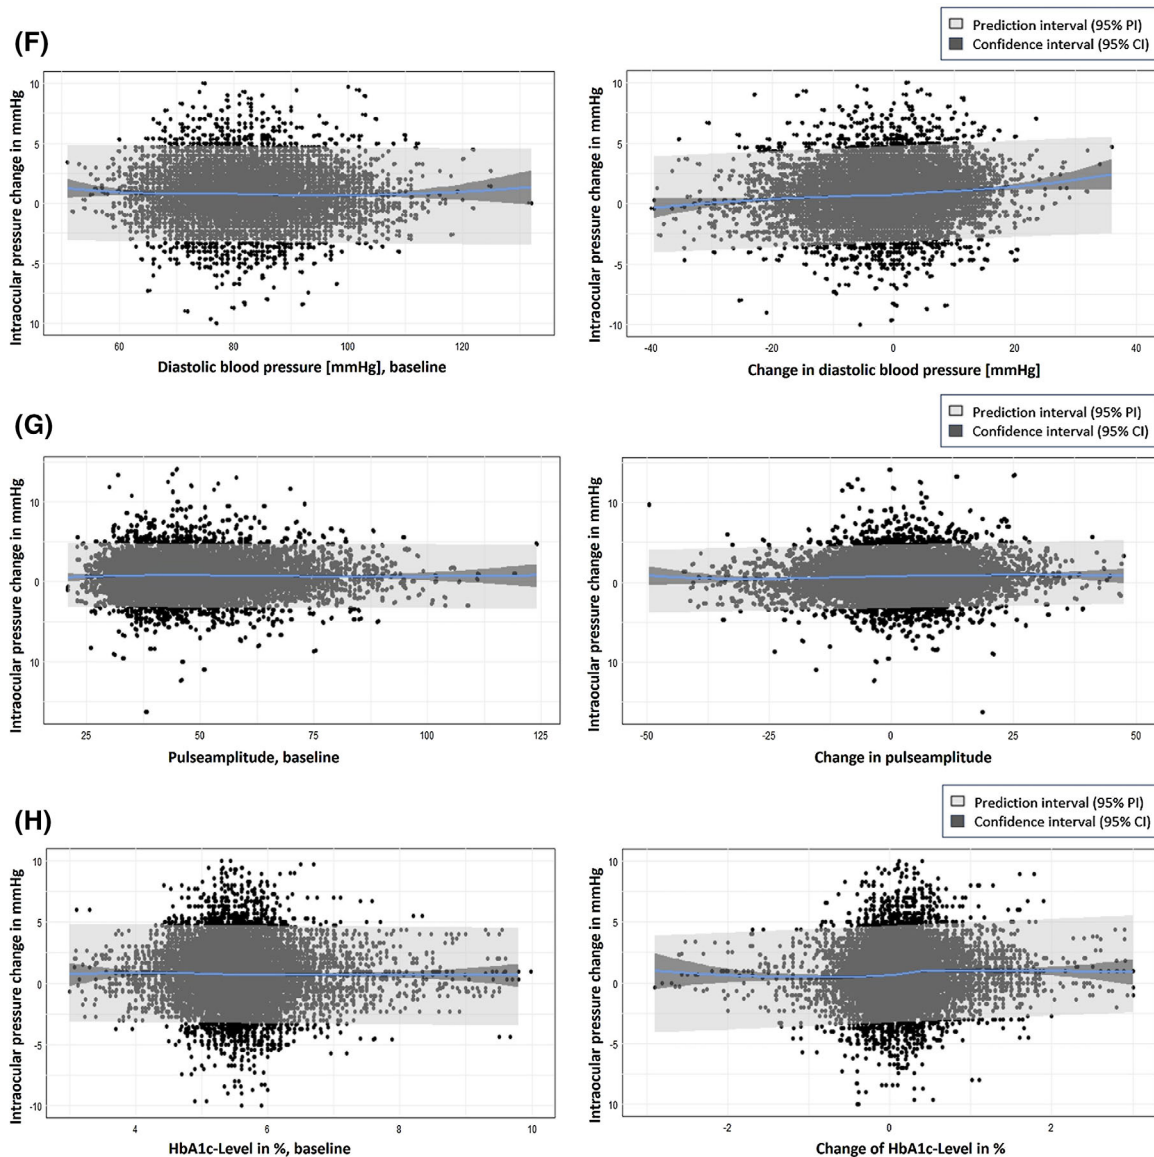 Prediction interval (95% PI)
Confidence interval (95% CI)
(F)
Intraocular pressure change in mmHg
10
5
0
-5
10
60
80
100
120
Diastolic blood pressure [mmHg], baseline
Intraocular pressure change in mmHg
10
5
0
-5
-10
-40
-20
0
20
40
Change in diastolic blood pressure [mmHg]
Prediction interval (95% PI)
Confidence interval (95% CI)
(G)
Intraocular pressure change in mmHg
10
0
10
25
50
75
100
125
Pulseamplitude, baseline
Intraocular pressure change in mmHg
10
0
10
-50
-25
0
25
50
Change in pulseamplitude
Prediction interval (95% PI)
Confidence interval (95% CI)
(H)
Intraocular pressure change in mmHg
10
5
0
-5
-10
4
6
8
10
HbA1c-Level in %, baseline
Intraocular pressure change in mmHg
10
5
0
-5
-10
-2
0
2
Change of HbA1c-Level in %